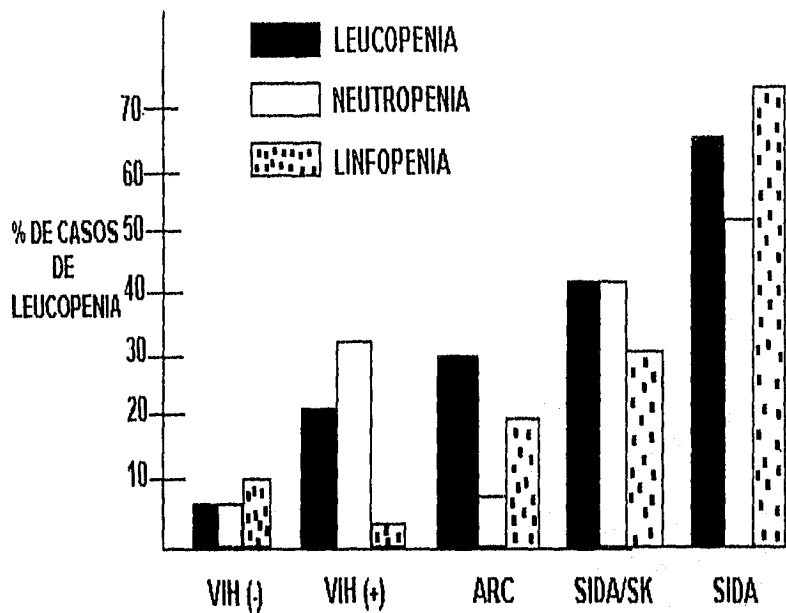 LEUCOPENIA
NEUTROPENIA
LINFOPENIA
70
60
% DE CASOS 50
DE
LEUCOPENIA
40
30
20
10
VIH (-)
VIH (+)
ARC
SIDA/SK
SIDA